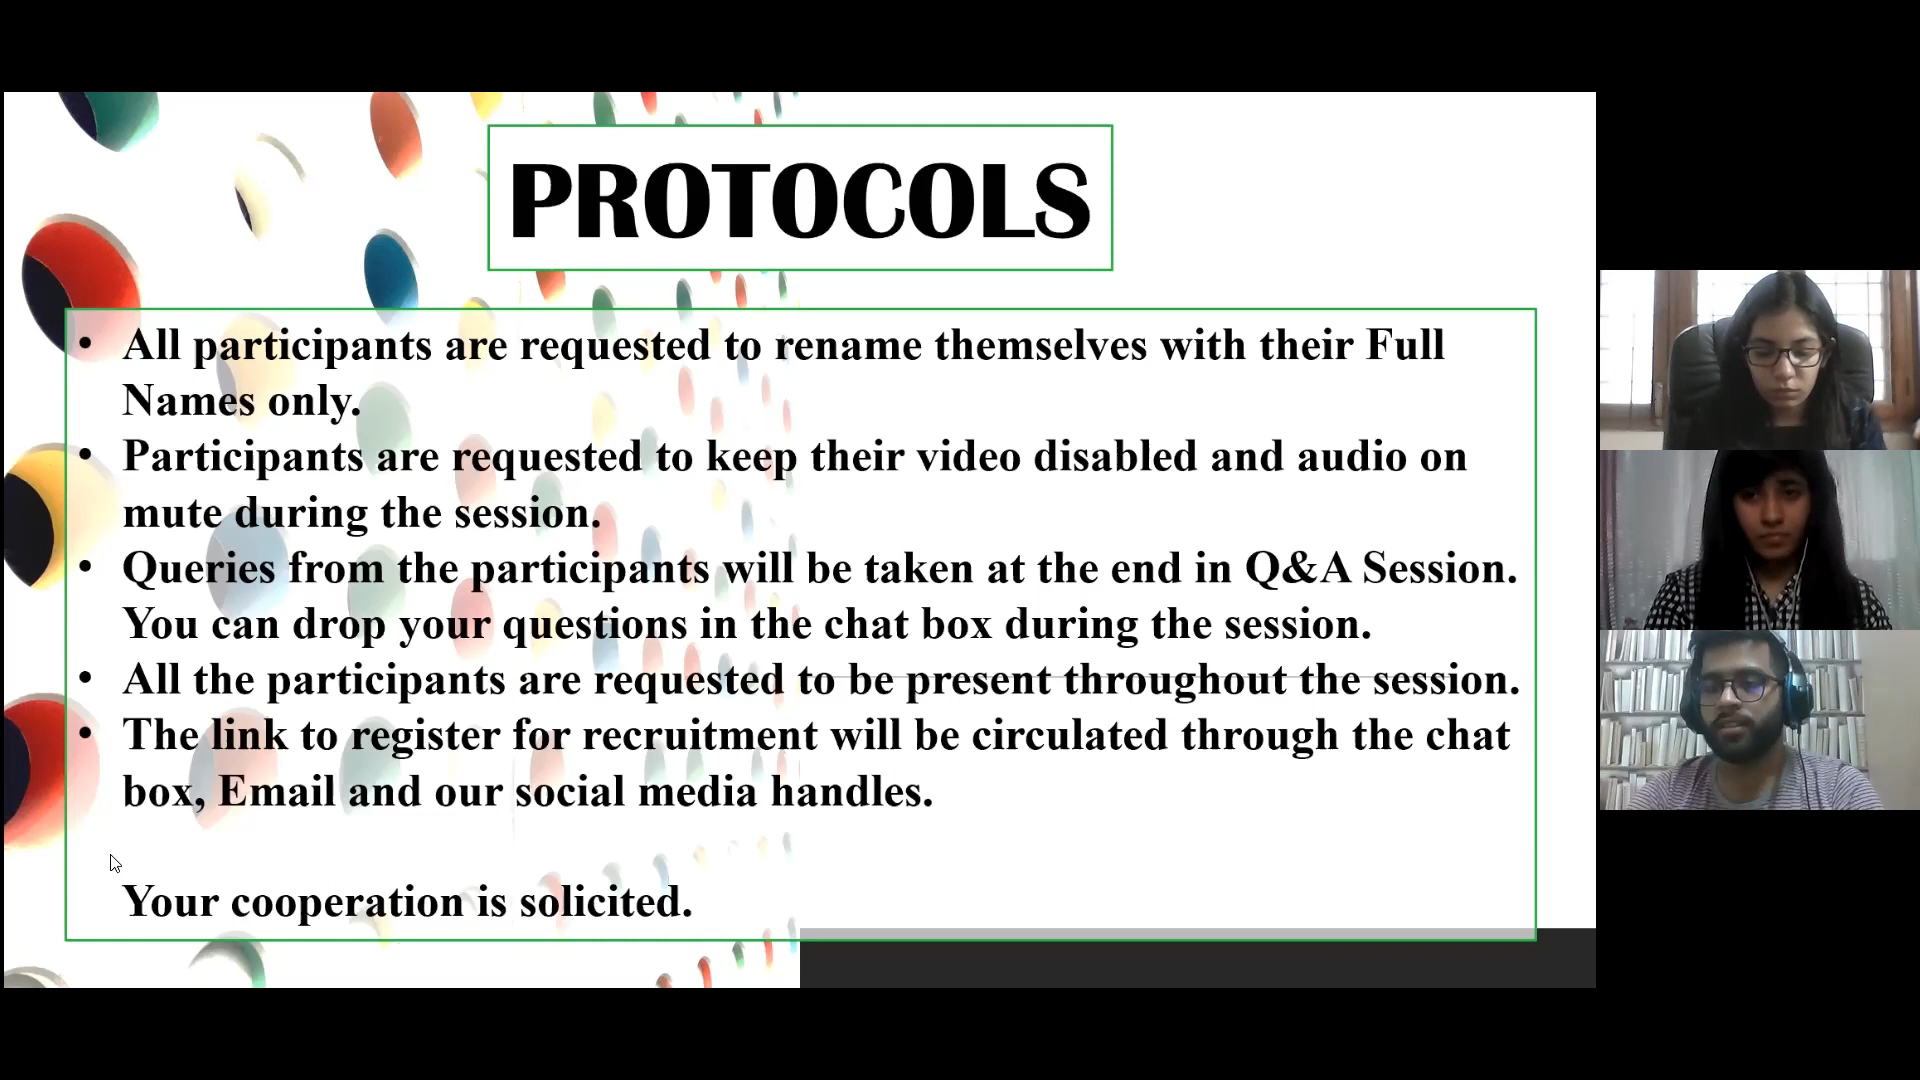 PROTOCOLS
• All participants are requested to rename themselves with their Full
Names only.
• Participants are requested to keep their video disabled and audio on
mute during the session.
• Queries from the participants will be taken at the end in Q&A Session.
You can drop your questions in the chat box during the session.
• All the participants are requested to be present throughout the session.
• The link to register for recruitment will be circulated through the chat
box, Email and our social media handles.
Your cooperation is solicited.